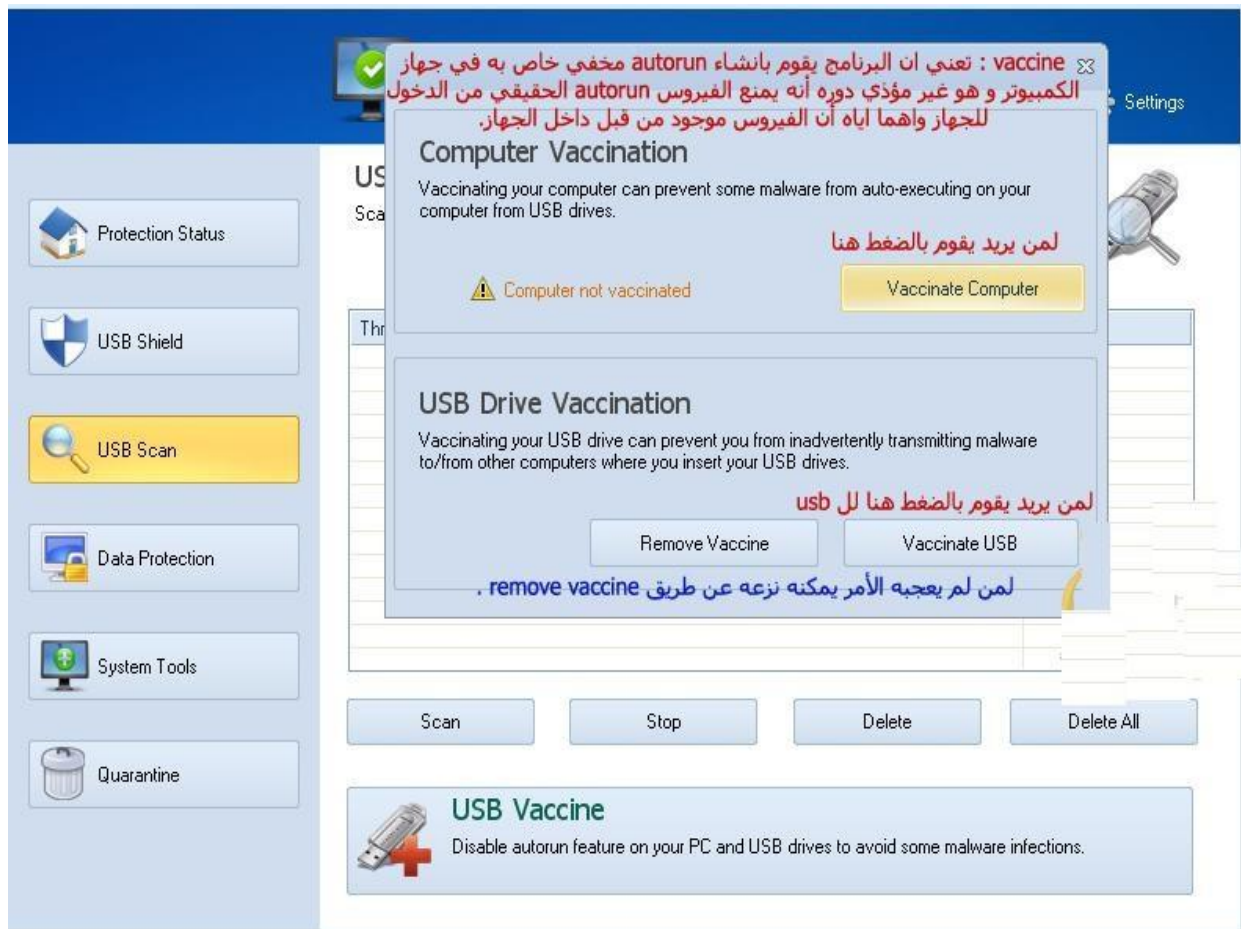 vaccine : تعني ان البرنامج يقوم بانشاء autorun مخفي خاص به في جهاز
الكمبيوتر و هو غير مؤذي دوره أنه يمنع الفيروس autorun الحقيقي من الدخول
للجهاز واهما اياه أن الفيروس موجود من قبل داخل الجهاز.
Settings
Computer Vaccination
Vaccinating your computer can prevent some malware from auto-executing on your
computer from USB drives.
لمن يريد يقوم بالضغط هنا
Computer not vaccinated
Vaccinate Computer
USB Drive Vaccination
Vaccinating your USB drive can prevent you from inadvertently transmitting malware
to/from other computers where you insert your USB drives.
لمن يريد يقوم بالضغط هنا لل usb
Remove Vaccine
Vaccinate USB
لمن لم يعجبه الأمر يمكنه نزعه عن طريق remove vaccine .
US
Sca
Thr
Protection Status
USB Shield
USB Scan
Data Protection
System Tools
Quarantine
Scan
Stop
Delete
Delete All
USB Vaccine
Disable autorun feature on your PC and USB drives to avoid some malware infections.